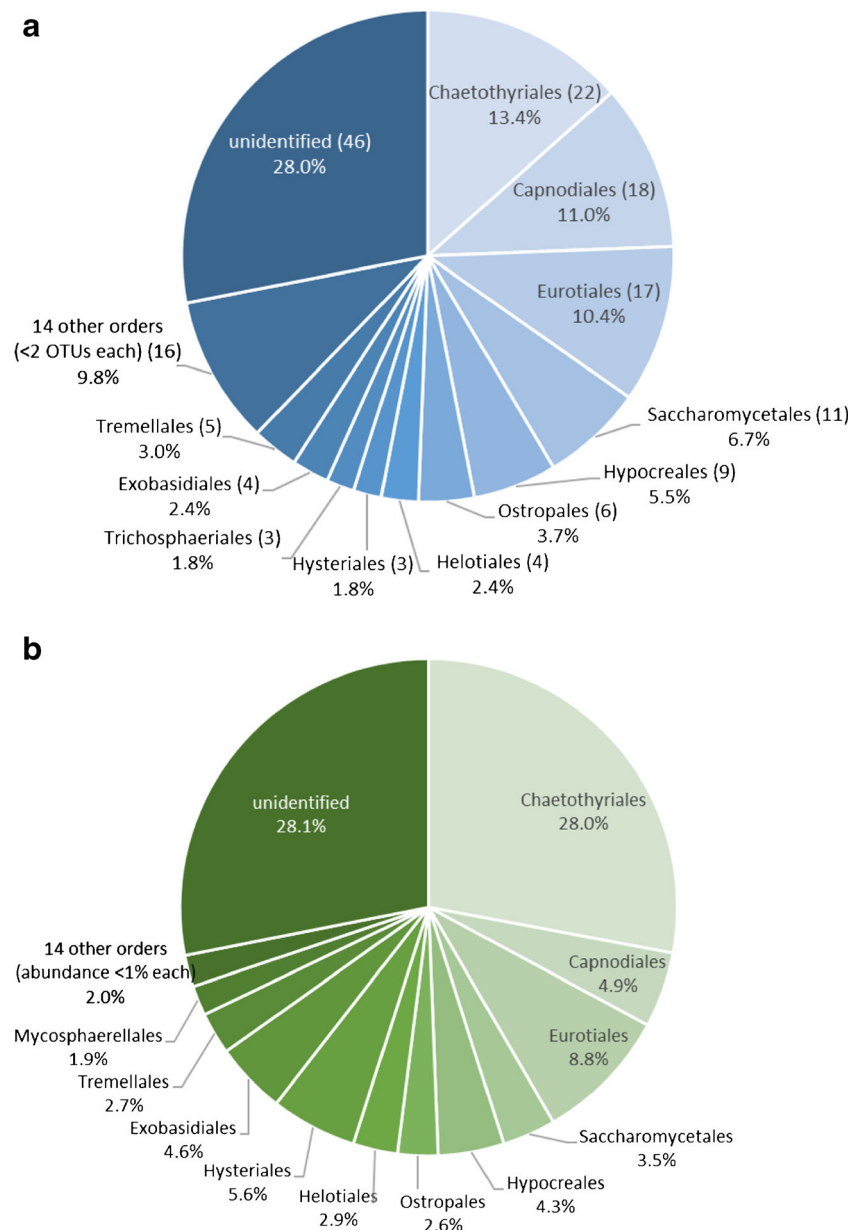 a
Chaetothyriales (22)
13.4%
unidentified (46)
28.0%
Capnodiales (18)
11.0%
Eurotiales (17)
10.4%
14 other orders
(<2 OTUs each) (16)
9.8%
Saccharomycetales (11)
6.7%
Tremellales (5)
3.0%
Hypocreales (9)
5.5%
Exobasidiales (4)
2.4%
Ostropales (6)
3.7%
Trichosphaeriales (3)
1.8%
Hysteriales (3)
1.8%
Helotiales (4)
2.4%
b
unidentified
28.1%
Chaetothyriales
28.0%
14 other orders
(abundance <1% each)
2.0%
Capnodiales
4.9%
Mycosphaerellales
1.9%
Eurotiales
8.8%
Tremellales
2.7%
Exobasidiales
4.6%
Saccharomycetales
3.5%
Hysteriales
5.6%
Hypocreales
4.3%
Helotiales
2.9%
Ostropales
2.6%